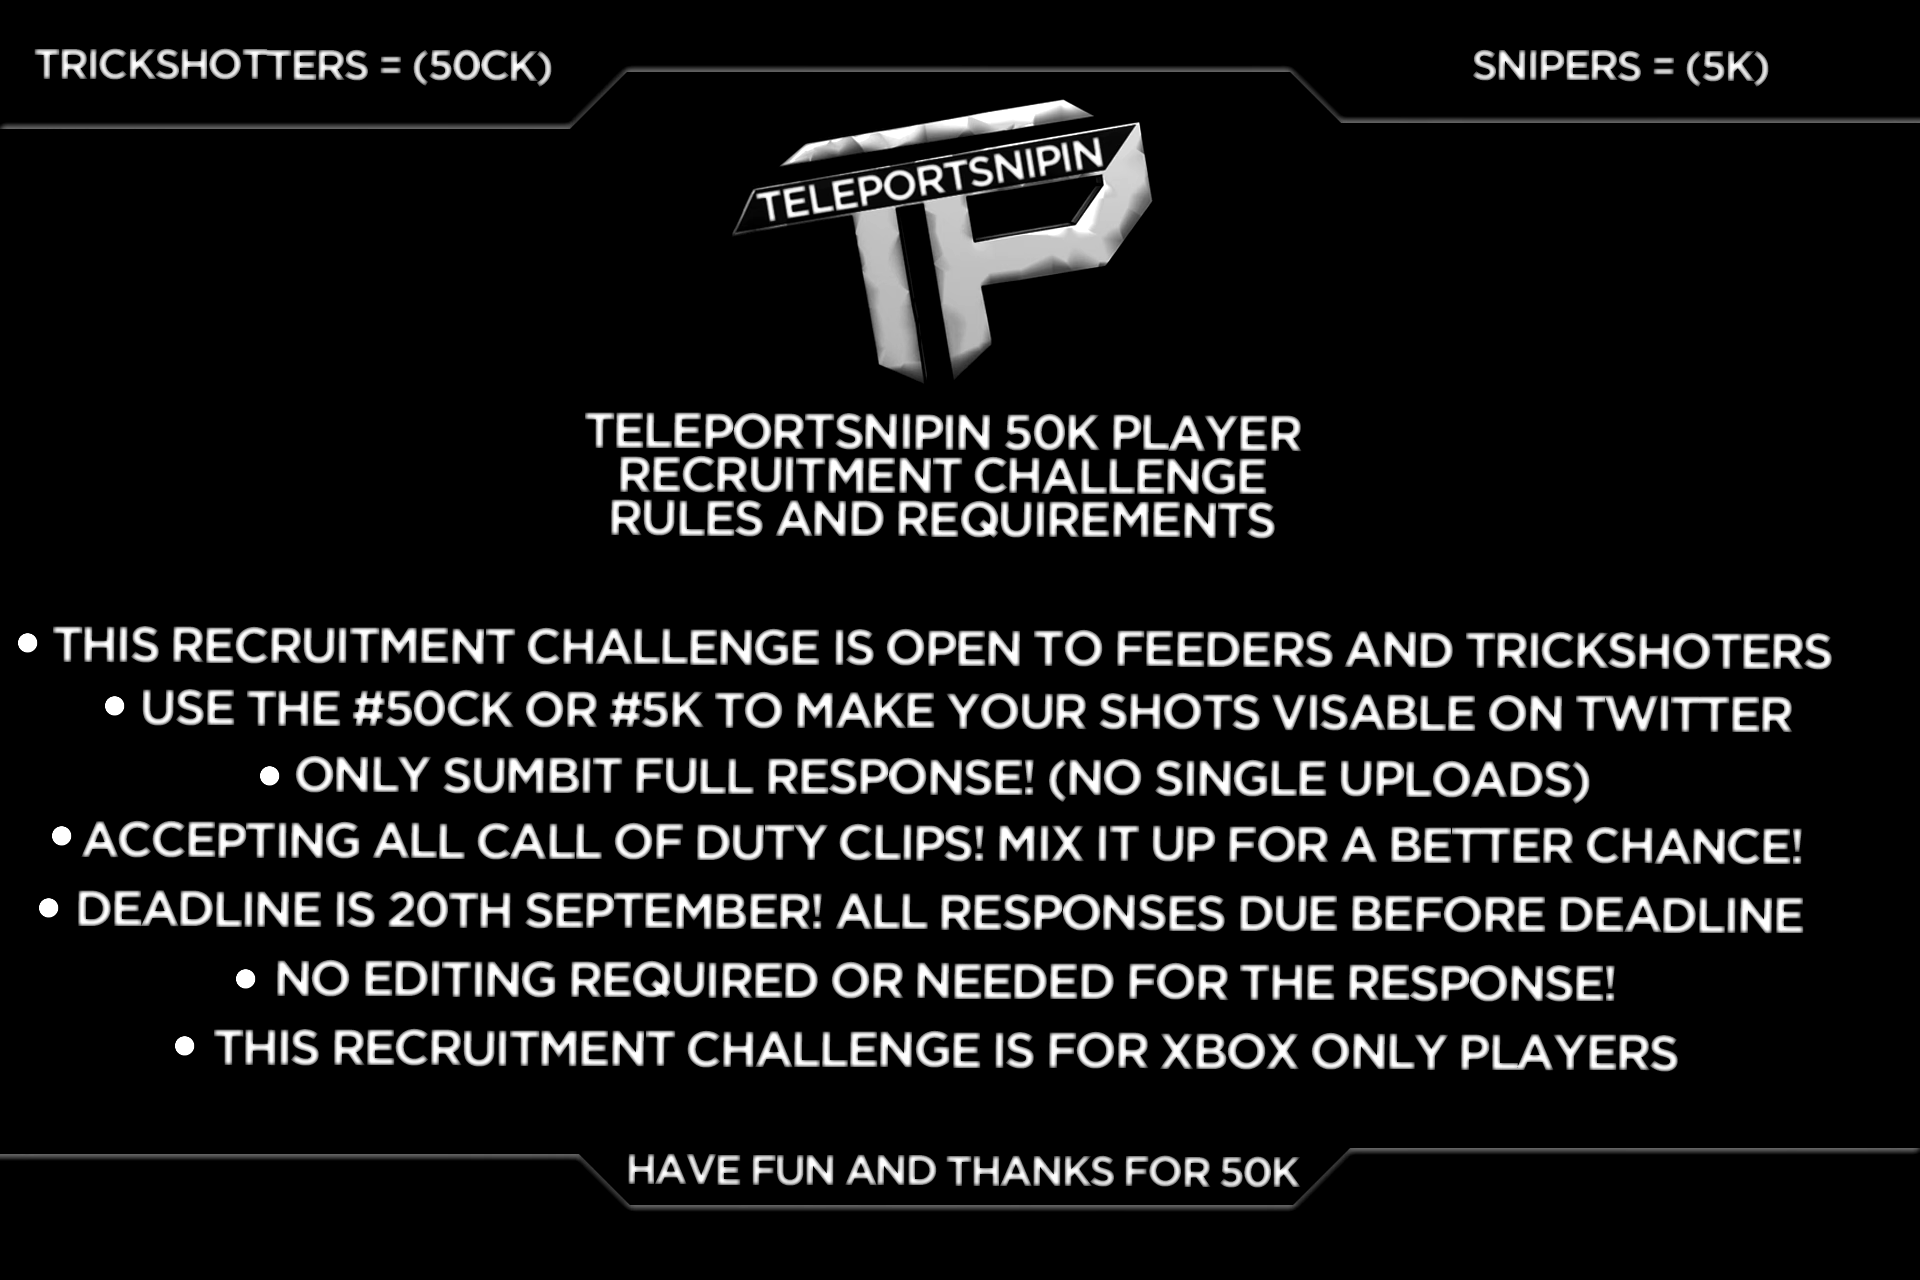 TRICKSHOTTERS = (50CK)
SNIPERS = (5K)
TELEPORTSNIPIN
TELEPORTSNIPIN 50K PLAYER
RECRUITMENT CHALLENGE
RULES AND REQUIREMENTS
• THIS RECRUITMENT CHALLENGE IS OPEN TO FEEDERS AND TRICKSHOTERS
• USE THE #50CK OR #5K TO MAKE YOUR SHOTS VISABLE ON TWITTER
• ONLY SUMBIT FULL RESPONSE! (NO SINGLE UPLOADS)
• ACCEPTING ALL CALL OF DUTY CLIPS! MIX IT UP FOR A BETTER CHANCE!
• DEADLINE IS 20TH SEPTEMBER! ALL RESPONSES DUE BEFORE DEADLINE
• NO EDITING REQUIRED OR NEEDED FOR THE RESPONSE!
• THIS RECRUITMENT CHALLENGE IS FOR XBOX ONLY PLAYERS
HAVE FUN AND THANKS FOR 50K